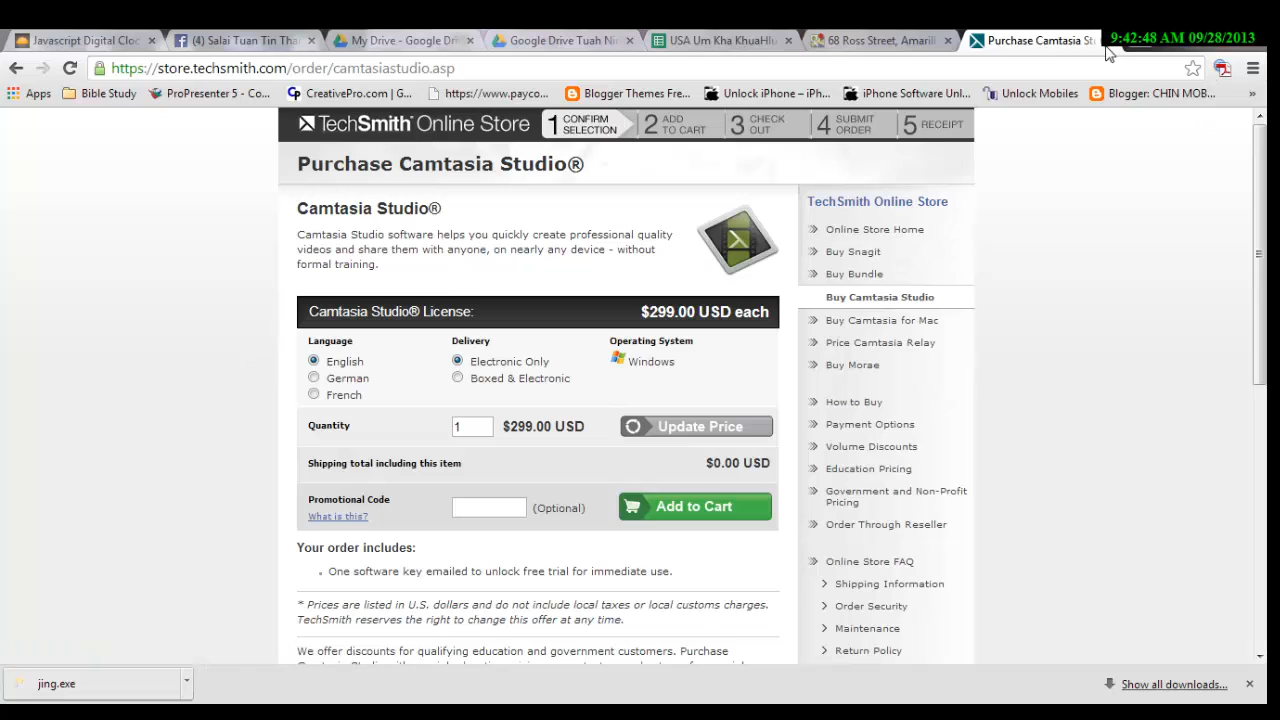 Javascript Digital Cloc
(4) Salai Tuan Tin Tha
My Drive - Google Dri
Google Drive Tuah Nin
USA Um Kha KhuaHlu
68 Ross Street, Amarill
Purchase Camtasia St
9:42:48 AM 09/28/2013
https://store.techsmith.com/order/camtasiastudio.asp
Apps
Bible Study
ProPresenter 5 - Co...
CreativePro.com | G...
https://www.payco...
Blogger Themes Fre...
Unlock iPhone – iPh...
iPhone Software Unl...
Unlock Mobiles
Blogger: CHIN MOB...
»
TechSmith Online Store
1 CONFIRM SELECTION
2 ADD TO CART
3 CHECK OUT
4 SUBMIT ORDER
5 RECEIPT
Purchase Camtasia Studio®
Camtasia Studio®
Camtasia Studio software helps you quickly create professional quality
videos and share them with anyone, on nearly any device - without
formal training.
Camtasia Studio® License: $299.00 USD each
Language Delivery Operating System
English Electronic Only Windows
German Boxed & Electronic
French
Quantity 1 $299.00 USD Update Price
Shipping total including this item $0.00 USD
Promotional Code
What is this?
(Optional) Add to Cart
Your order includes:
One software key emailed to unlock free trial for immediate use.
* Prices are listed in U.S. dollars and do not include local taxes or local customs charges.
TechSmith reserves the right to change this offer at any time.
We offer discounts for qualifying education and government customers. Purchase
TechSmith Online Store
Online Store Home
Buy Snagit
Buy Bundle
Buy Camtasia Studio
Buy Camtasia for Mac
Price Camtasia Relay
Buy Morae
How to Buy
Payment Options
Volume Discounts
Education Pricing
Government and Non-Profit
Pricing
Order Through Reseller
Online Store FAQ
Shipping Information
Order Security
Maintenance
Return Policy
jing.exe
Show all downloads...